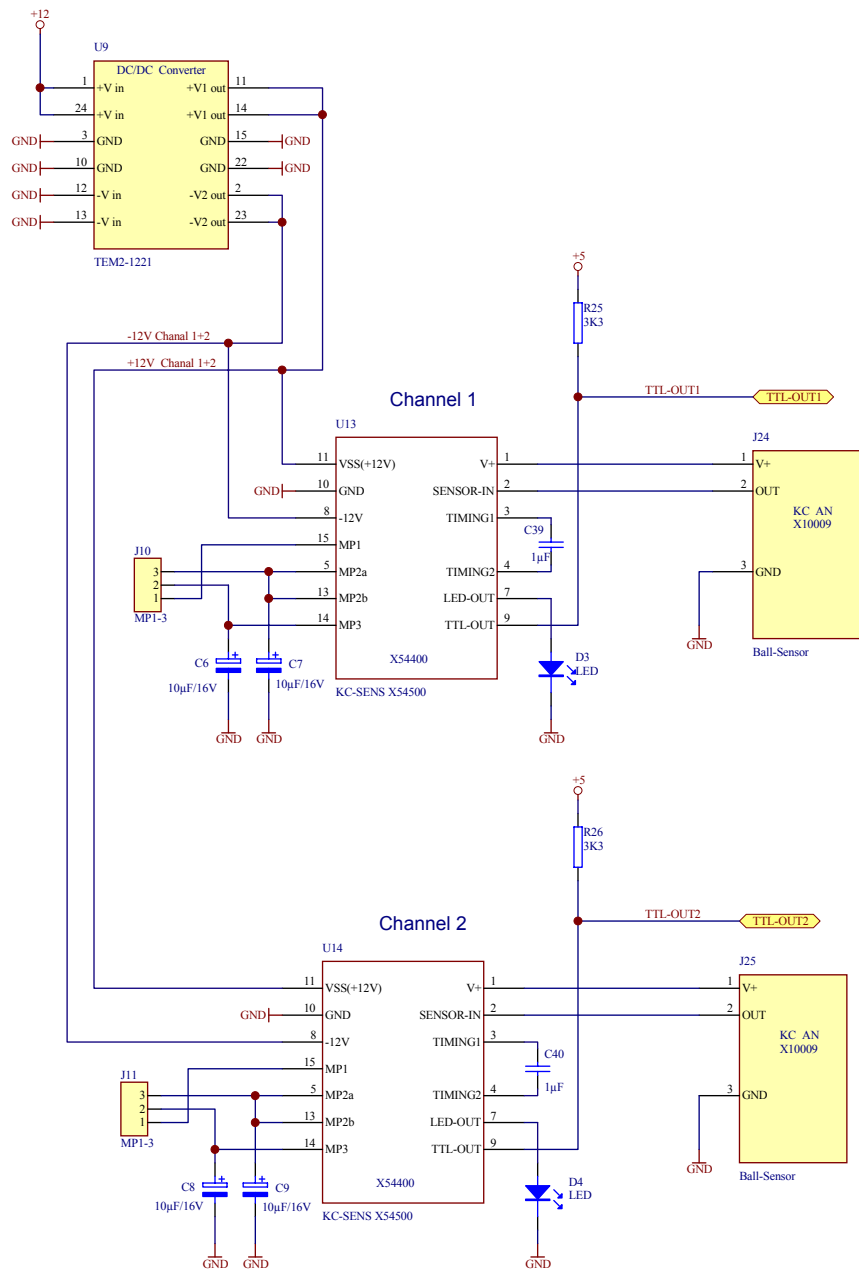 +12
U9
DC/DC Converter
1 +V in +V1 out 11
24 +V in +V1 out 14
GND 3 GND GND 15 GND
GND 10 GND GND 22 GND
GND 12 -V in -V2 out 2
GND 13 -V in -V2 out 23
TEM2-1221
+5
R25
3K3
-12V Chanal 1+2
+12V Chanal 1+2
Channel 1
TTL-OUT1 TTL-OUT1
U13
J24
11 VSS(+12V) V+ 1
1 V+
GND 10 GND SENSOR-IN 2
2 OUT
KC AN
X10009
8 -12V TIMING1 3
C39
1µF
15 MP1
J10
3
2
1
MP1-3
5 MP2a TIMING2 4
3 GND
13 MP2b LED-OUT 7
14 MP3 TTL-OUT 9
GND
Ball-Sensor
C6
10µF/16V
C7
10µF/16V
X54400
KC-SENS X54500
D3
LED
GND
GND
GND
+5
R26
3K3
Channel 2
TTL-OUT2 TTL-OUT2
U14
J25
11 VSS(+12V) V+ 1
1 V+
GND 10 GND SENSOR-IN 2
2 OUT
KC AN
X10009
8 -12V TIMING1 3
C40
1µF
15 MP1
J11
3
2
1
MP1-3
5 MP2a TIMING2 4
3 GND
13 MP2b LED-OUT 7
14 MP3 TTL-OUT 9
GND
Ball-Sensor
C8
10µF/16V
C9
10µF/16V
X54400
KC-SENS X54500
D4
LED
GND
GND
GND